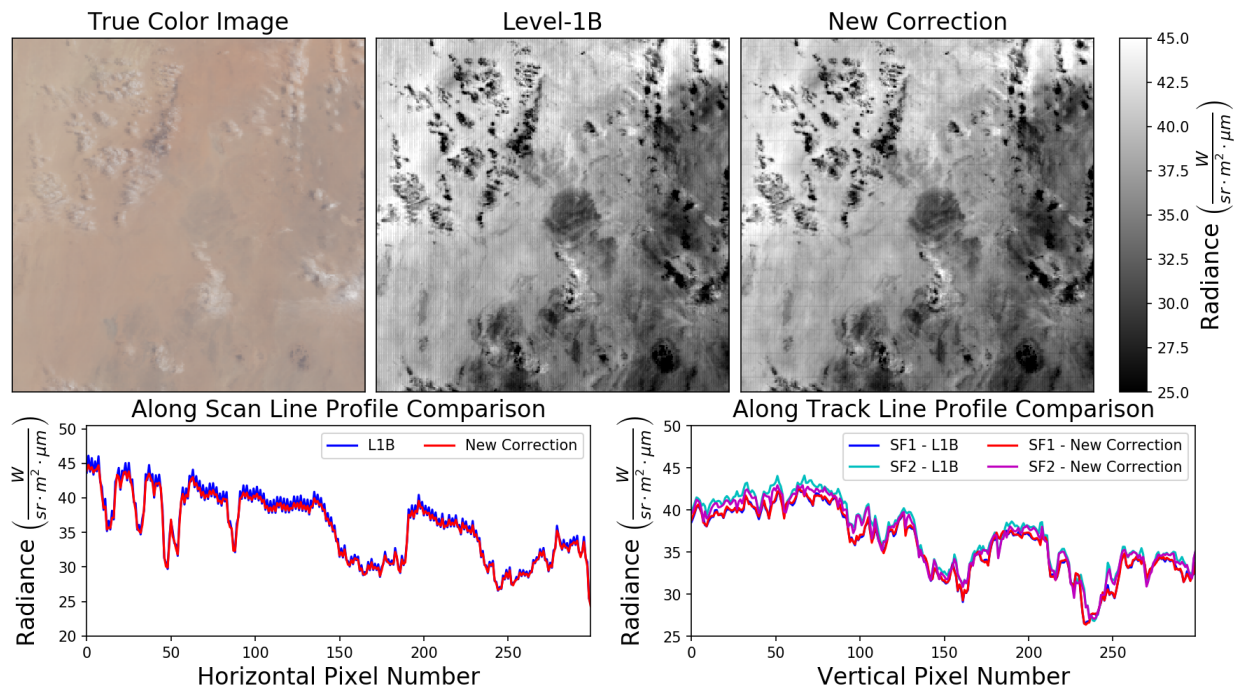 True Color Image
Level-1B
New Correction
45.0
42.5
40.0
37.5
35.0
32.5
30.0
27.5
25.0
Radiance (W / sr · m² · μm)
Along Scan Line Profile Comparison
Radiance (W / sr · m² · μm)
50
45
40
35
30
25
20
L1B
New Correction
0
50
100
150
200
250
Horizontal Pixel Number
Along Track Line Profile Comparison
Radiance (W / sr · m² · μm)
50
45
40
35
30
25
SF1 - L1B
SF2 - L1B
SF1 - New Correction
SF2 - New Correction
0
50
100
150
200
250
Vertical Pixel Number